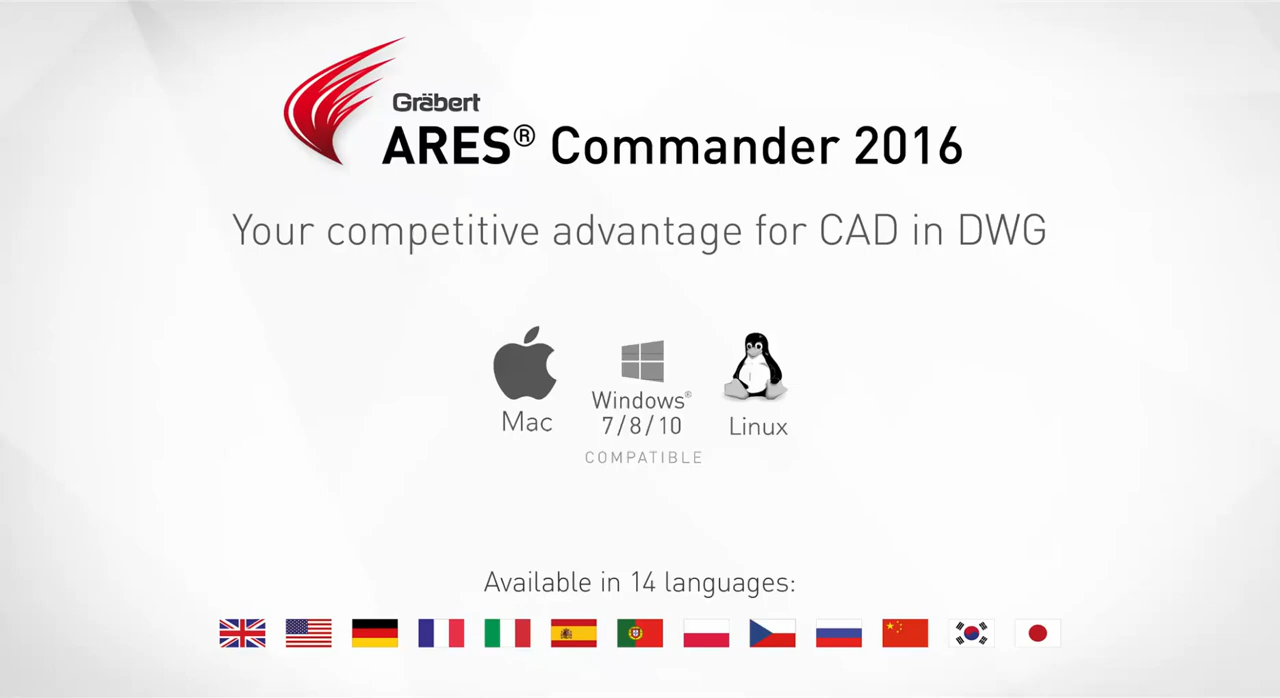 Gräbert
ARES® Commander 2016
Your competitive advantage for CAD in DWG
Mac
Windows®
7/8/10
Linux
COMPATIBLE
Available in 14 languages: